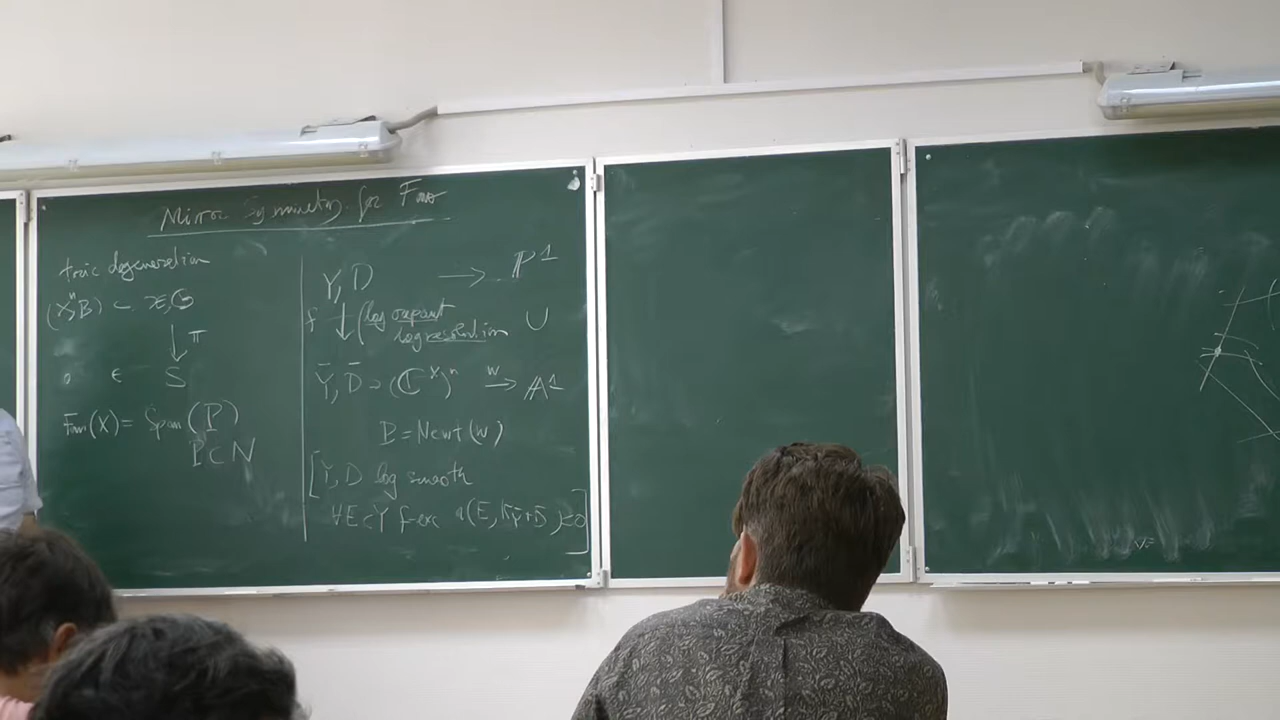 Mirror Symmetry for Fano
toric degeneration
(Xⁿ, B) ⊂ 𝒳, ℬ
↓ π
0 ∈ S
Fan(X) = Span(P)
P ⊂ N
Y, D → ℙ¹
f ↓ ( log crepant
log resolution
∪
Ȳ, D̄ ⊃ (ℂˣ)ⁿ →ʷ 𝔸¹
P = Newt(w)
[Y, D log smooth
∀E⊂Y f-exc a(E, K_Ȳ + D̄) ≤ 0]